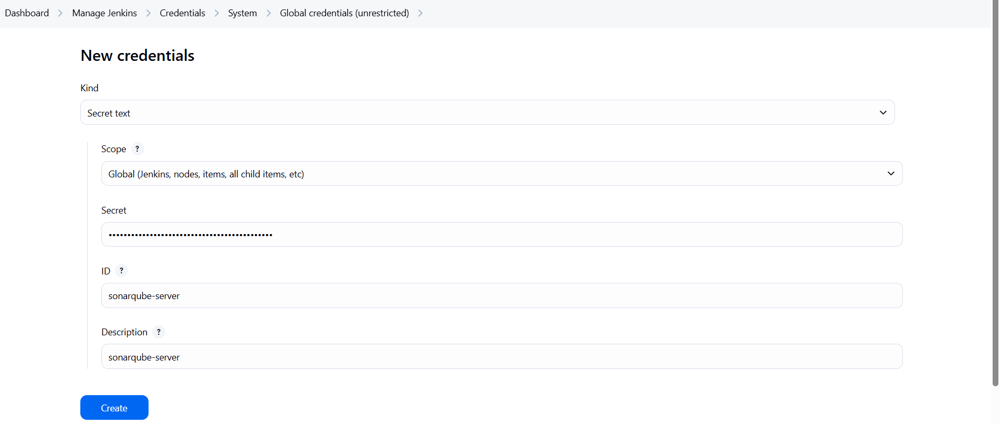 Dashboard > Manage Jenkins > Credentials > System > Global credentials (unrestricted) >
New credentials
Kind
Secret text
Scope ?
Global (Jenkins, nodes, items, all child items, etc)
Secret
••••••••••••••••••••••••••••••••••••••••••••
ID ?
sonarqube-server
Description ?
sonarqube-server
Create